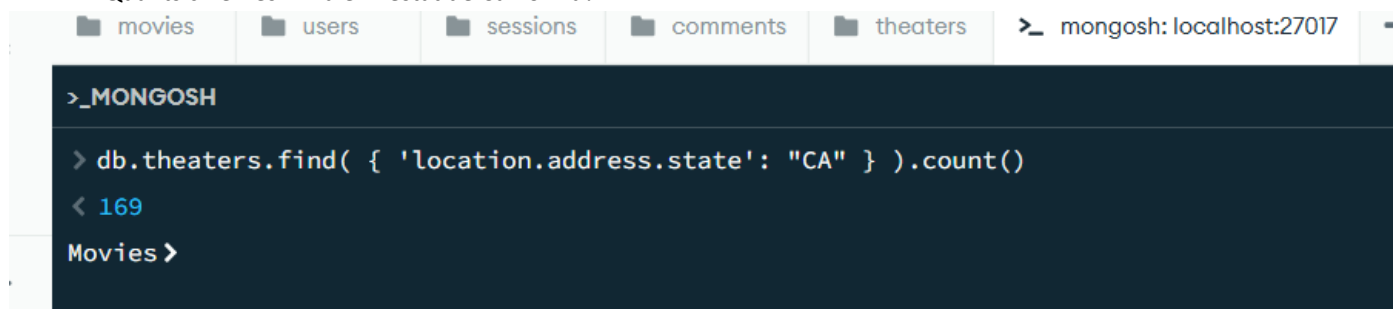 movies users sessions comments theaters >_ mongosh: localhost:27017
>_MONGOSH
> db.theaters.find( { 'location.address.state': "CA" } ).count()
< 169
Movies>